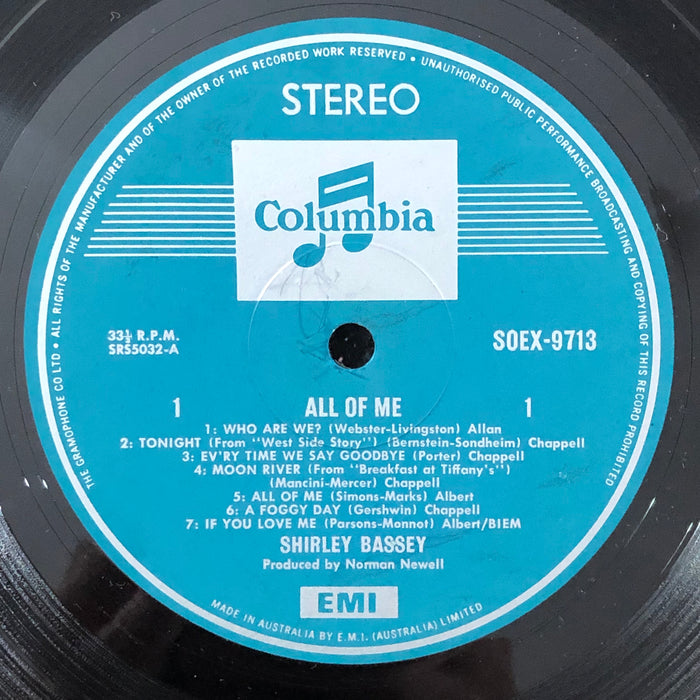 THE GRAMOPHONE CO LTD • ALL RIGHTS OF THE MANUFACTURER AND OF THE OWNER OF THE RECORDED WORK RESERVED • UNAUTHORISED PUBLIC PERFORMANCE BROADCASTING AND COPYING OF THIS RECORD PROHIBITED
STEREO
Columbia
33⅓ R.P.M.
SRS5032-A
SOEX-9713
1 ALL OF ME 1
1: WHO ARE WE? (Webster-Livingston) Allan
2: TONIGHT (From "West Side Story") (Bernstein-Sondheim) Chappell
3: EV'RY TIME WE SAY GOODBYE (Porter) Chappell
4: MOON RIVER (From "Breakfast at Tiffany's")
(Mancini-Mercer) Chappell
5: ALL OF ME (Simons-Marks) Albert
6: A FOGGY DAY (Gershwin) Chappell
7: IF YOU LOVE ME (Parsons-Monnot) Albert/BIEM
SHIRLEY BASSEY
Produced by Norman Newell
EMI
MADE IN AUSTRALIA BY E.M.I. (AUSTRALIA) LIMITED